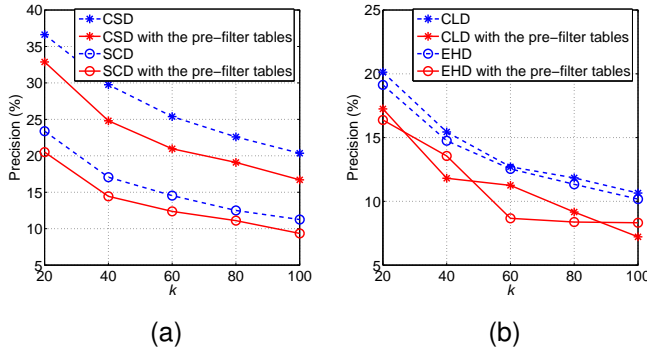 40
35
30
25
20
15
10
5
Precision (%)
20
40
60
80
100
k
CSD
CSD with the pre-filter tables
SCD
SCD with the pre-filter tables
(a)
25
20
15
10
5
Precision (%)
20
40
60
80
100
k
CLD
CLD with the pre-filter tables
EHD
EHD with the pre-filter tables
(b)